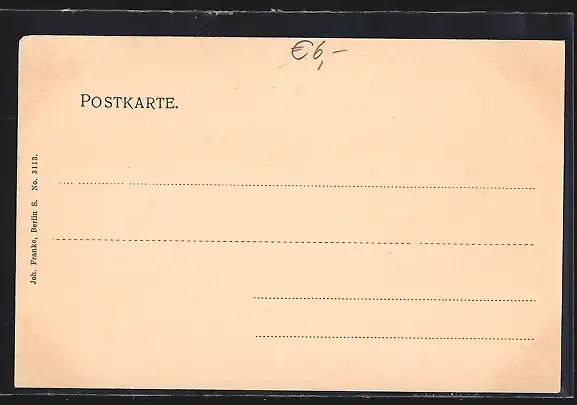 €6,-
POSTKARTE.
Joh. Franke, Berlin S. No. 3113.